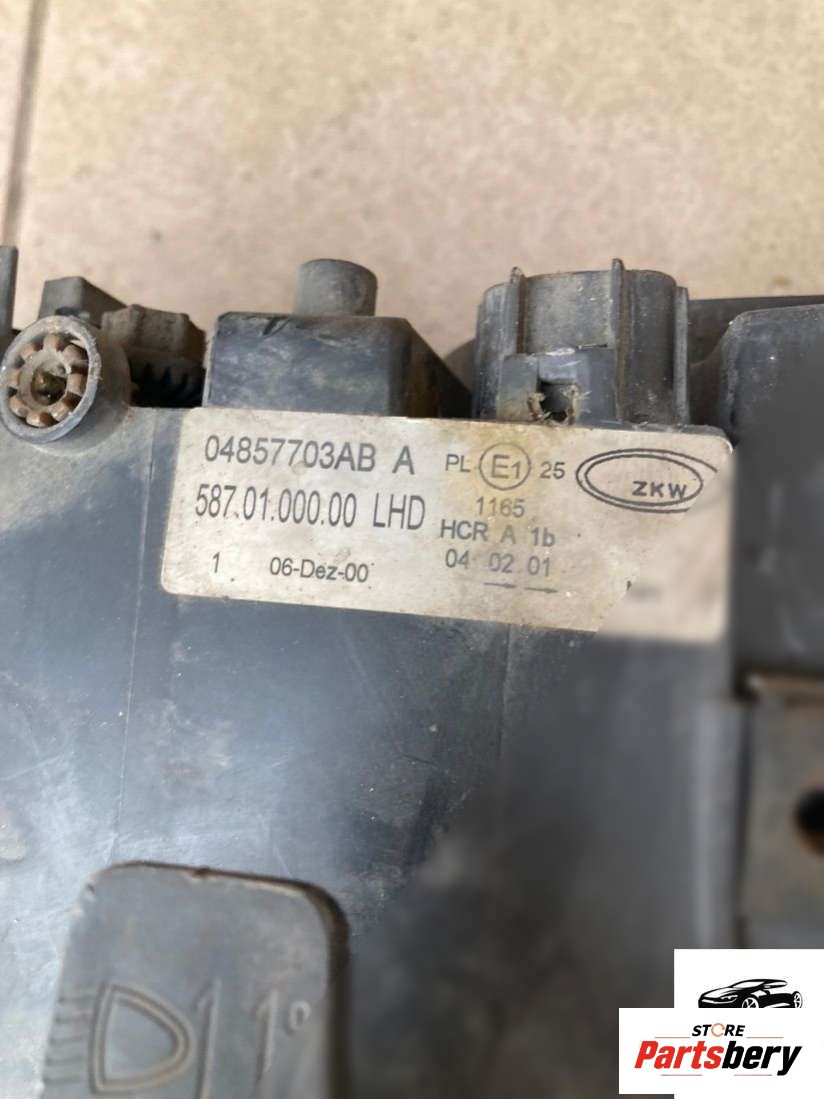 04857703AB A
587.01.000.00 LHD
1 06-Dez-00
PL E1 25
1165
HCR A 1b
04 02 01
ZKW
STORE
Partsbery